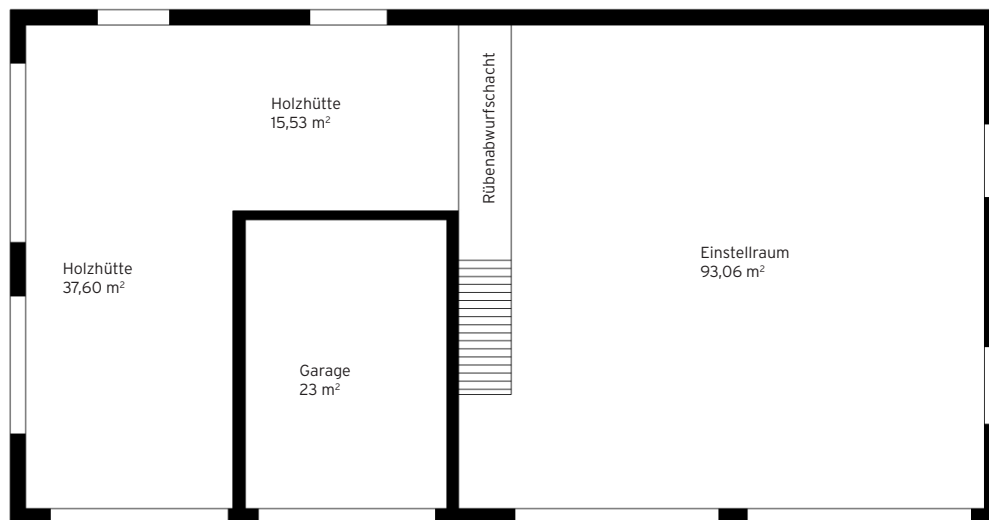 Holzhütte
15,53 m²
Rübenabwurfschacht
Einstellraum
93,06 m²
Holzhütte
37,60 m²
Garage
23 m²